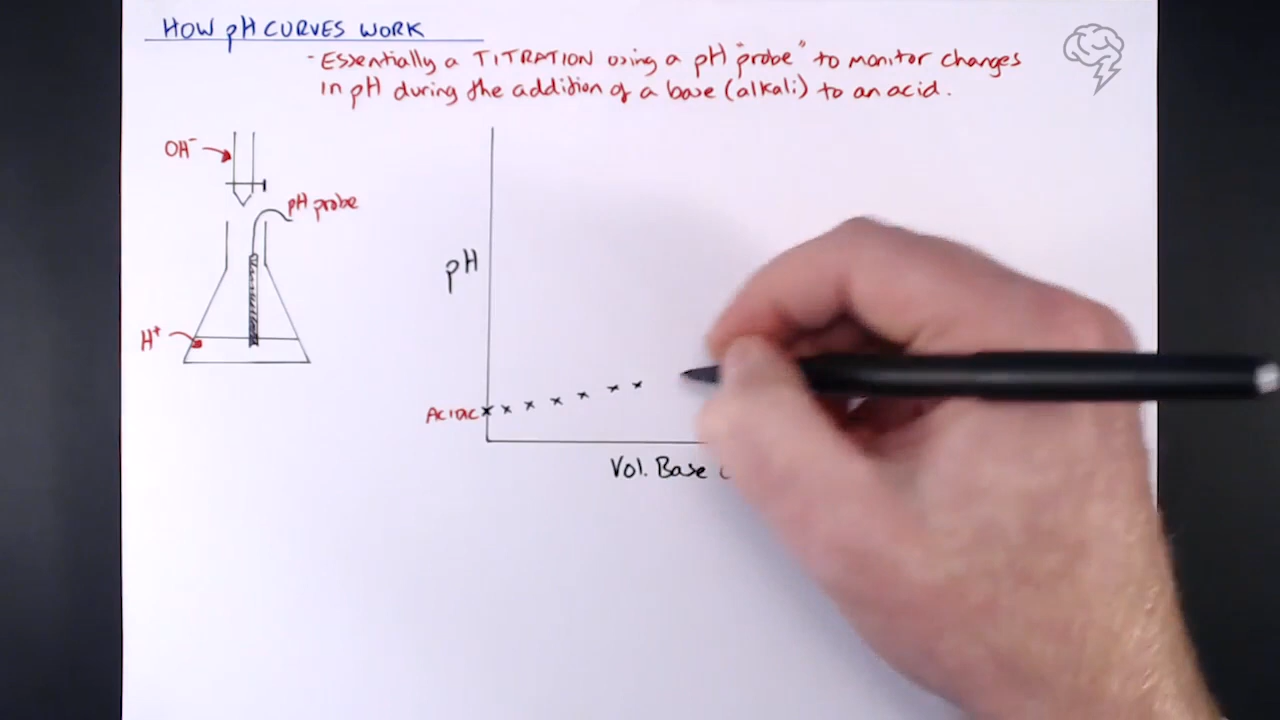 HOW pH CURVES WORK
- Essentially a TITRATION using a pH "probe" to monitor changes
in pH during the addition of a base (alkali) to an acid.
OH⁻
pH probe
pH
H⁺
Acidic
Vol. Base (